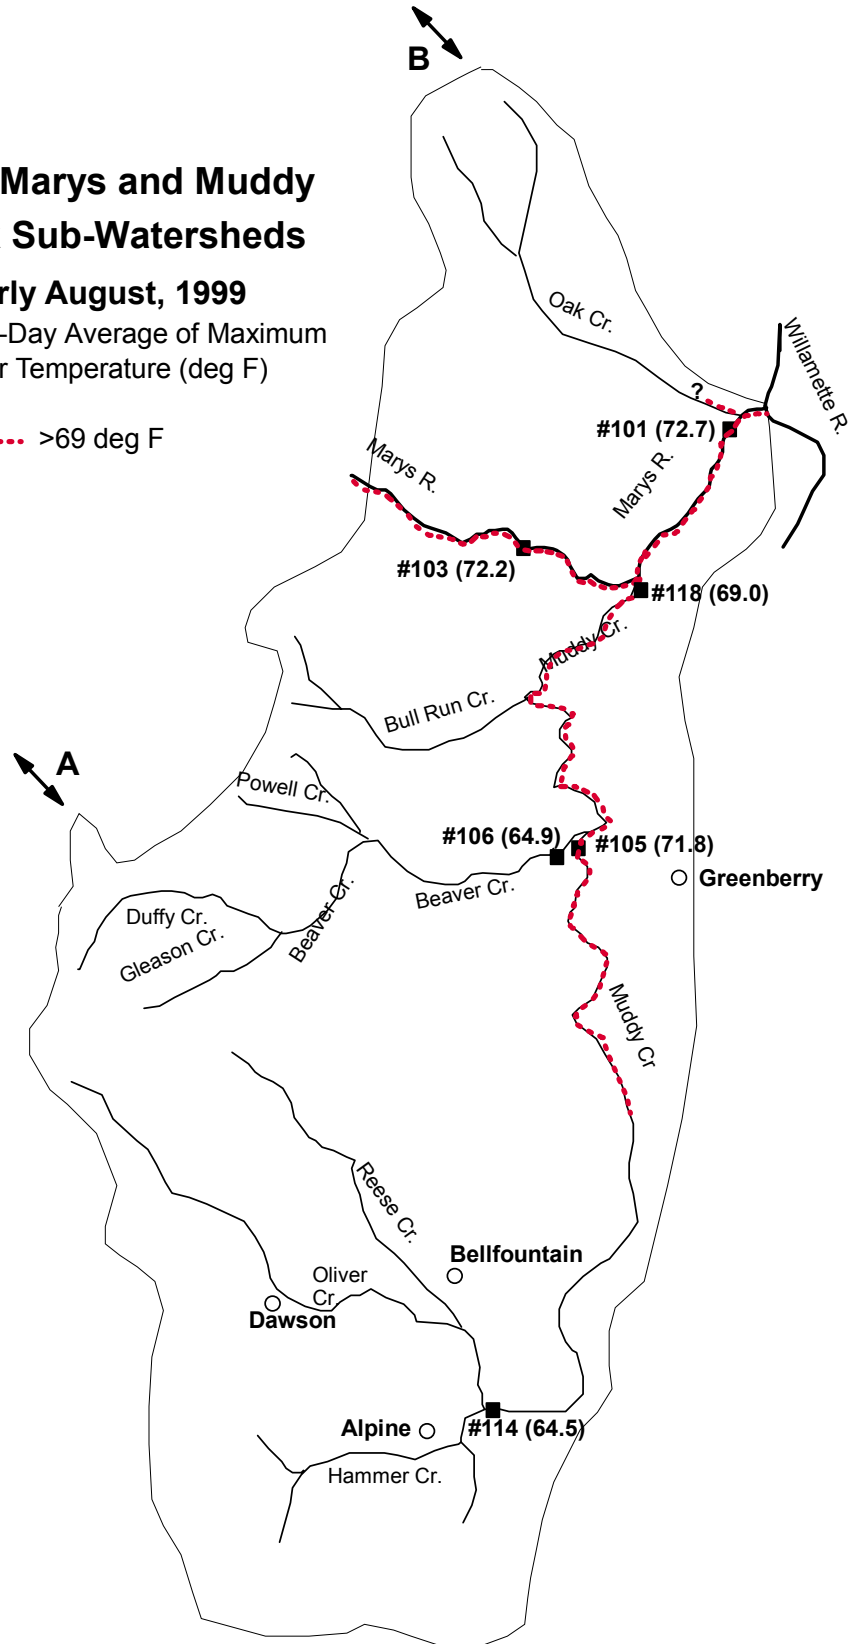 B
Marys and Muddy
Sub-Watersheds
August, 1999
-Day Average of Maximum
Temperature (deg F)
>69 deg F
Oak Cr.
Willamette R.
?
#101 (72.7)
Marys R.
Marys R.
#103 (72.2)
#118 (69.0)
Muddy Cr.
Bull Run Cr.
A
Powell Cr.
#106 (64.9)
#105 (71.8)
Greenberry
Beaver Cr.
Beaver Cr.
Duffy Cr.
Gleason Cr.
Muddy Cr
Reese Cr.
Bellfountain
Oliver
Cr.
Dawson
Alpine
#114 (64.5)
Hammer Cr.